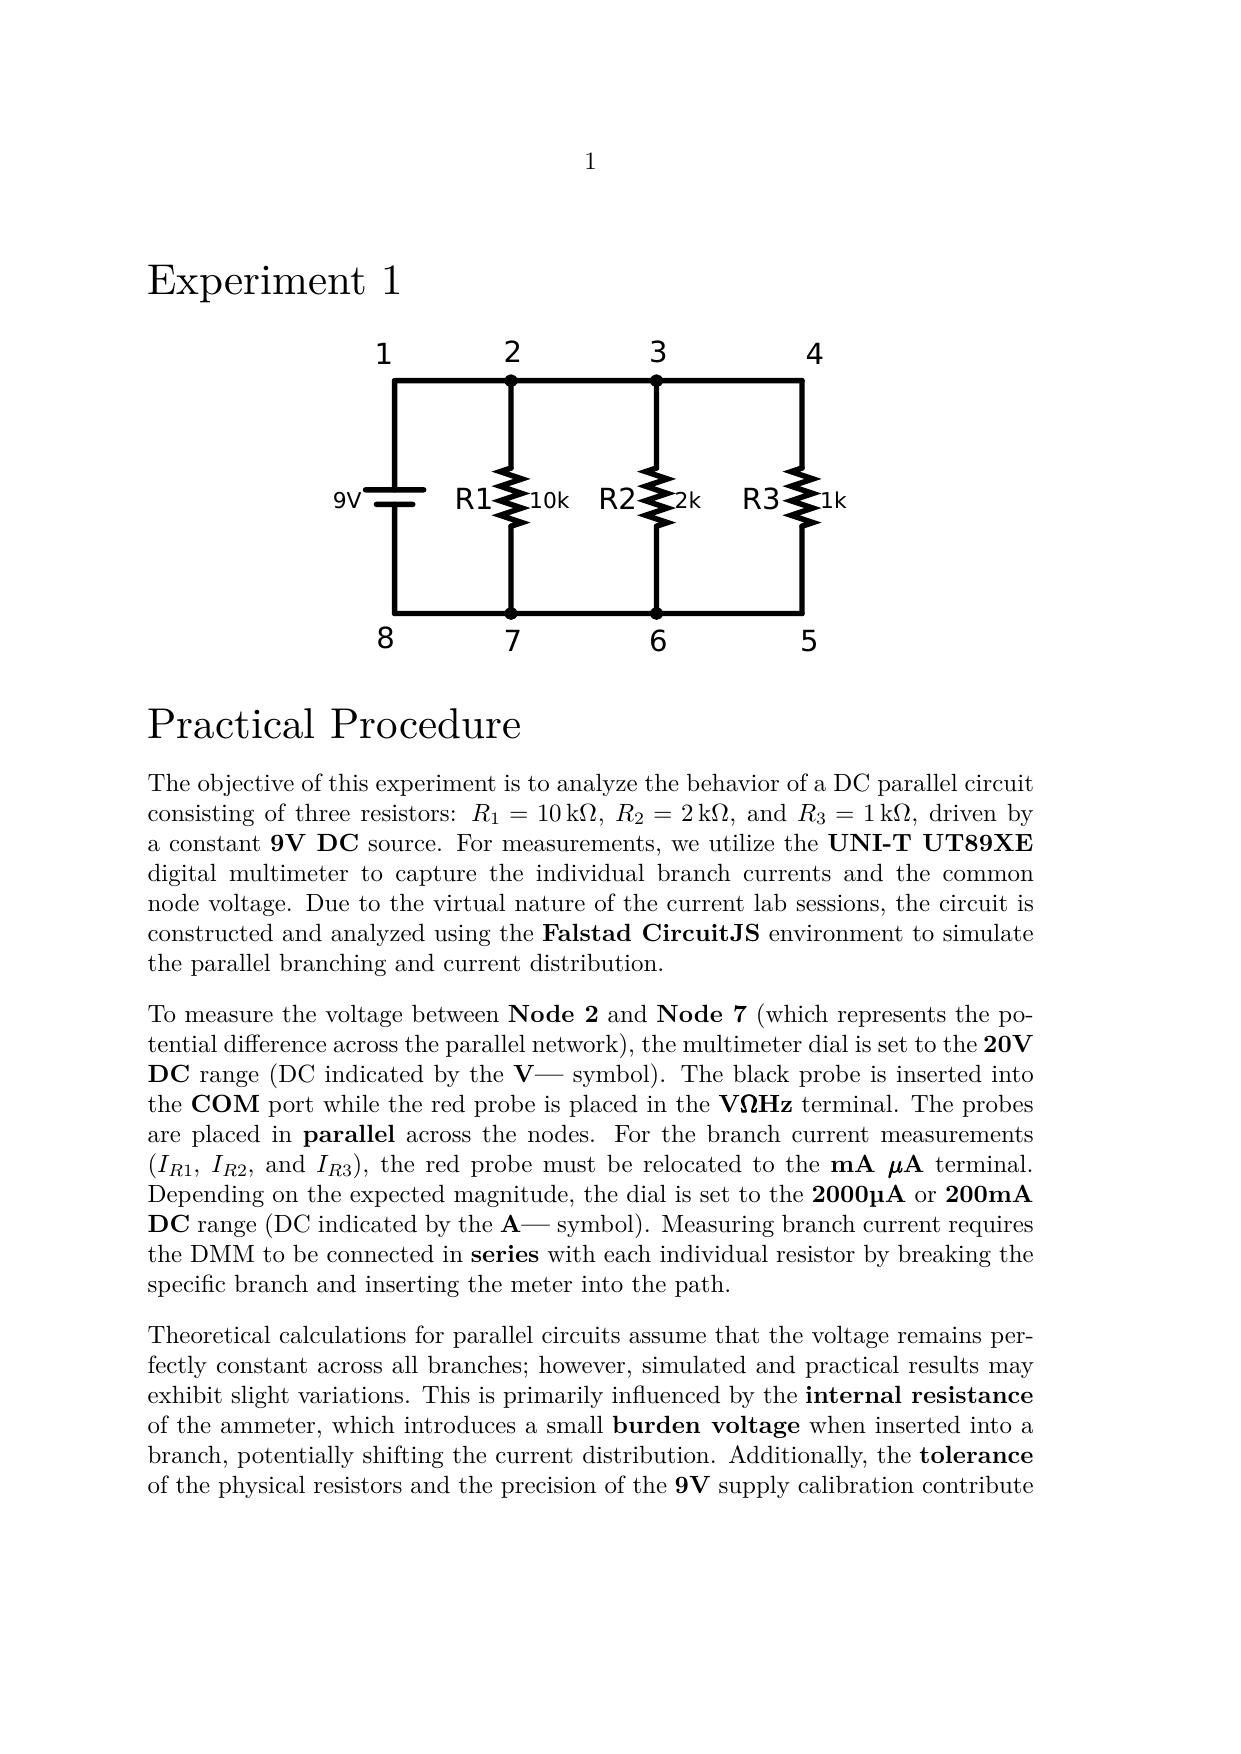 1
Experiment 1
1 2 3 4
9V R1 10k R2 2k R3 1k
8 7 6 5
Practical Procedure
The objective of this experiment is to analyze the behavior of a DC parallel circuit
consisting of three resistors: R1 = 10 kΩ, R2 = 2 kΩ, and R3 = 1 kΩ, driven by
a constant 9V DC source. For measurements, we utilize the UNI-T UT89XE
digital multimeter to capture the individual branch currents and the common
node voltage. Due to the virtual nature of the current lab sessions, the circuit is
constructed and analyzed using the Falstad CircuitJS environment to simulate
the parallel branching and current distribution.
To measure the voltage between Node 2 and Node 7 (which represents the po-
tential difference across the parallel network), the multimeter dial is set to the 20V
DC range (DC indicated by the V— symbol). The black probe is inserted into
the COM port while the red probe is placed in the VΩHz terminal. The probes
are placed in parallel across the nodes. For the branch current measurements
(IR1, IR2, and IR3), the red probe must be relocated to the mA μA terminal.
Depending on the expected magnitude, the dial is set to the 2000µA or 200mA
DC range (DC indicated by the A— symbol). Measuring branch current requires
the DMM to be connected in series with each individual resistor by breaking the
specific branch and inserting the meter into the path.
Theoretical calculations for parallel circuits assume that the voltage remains per-
fectly constant across all branches; however, simulated and practical results may
exhibit slight variations. This is primarily influenced by the internal resistance
of the ammeter, which introduces a small burden voltage when inserted into a
branch, potentially shifting the current distribution. Additionally, the tolerance
of the physical resistors and the precision of the 9V supply calibration contribute